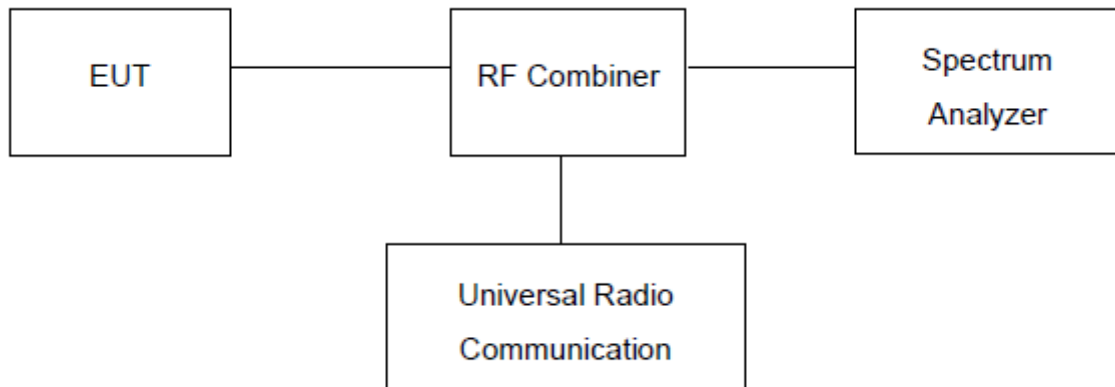 EUT
RF Combiner
Spectrum
Analyzer
Universal Radio
Communication